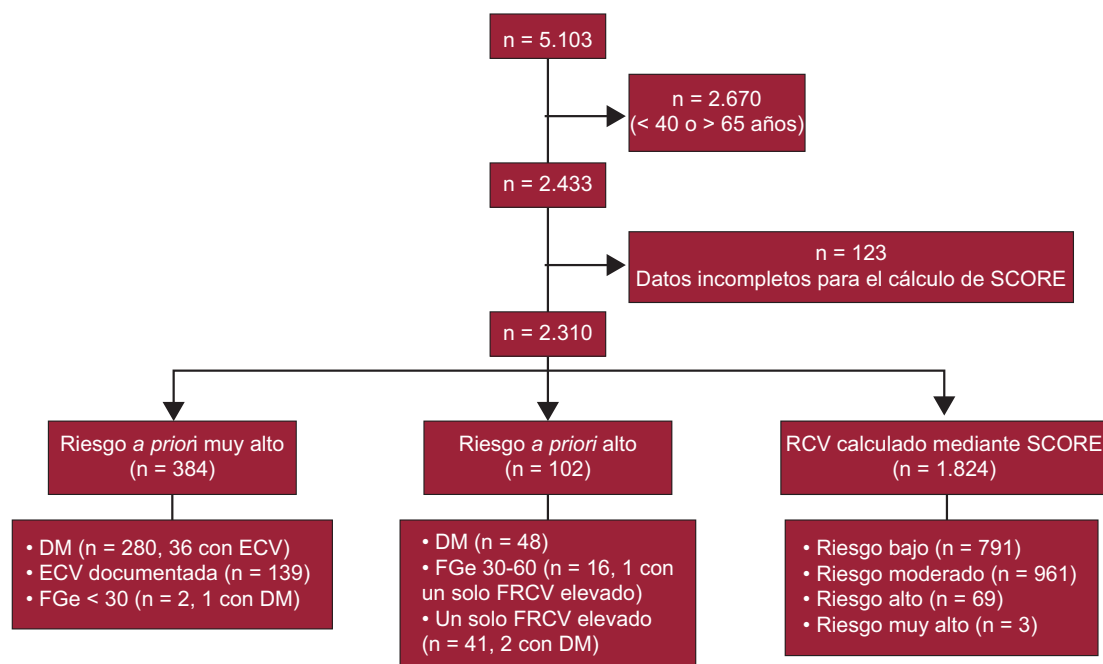 n = 5.103
n = 2.670
(< 40 o > 65 años)
n = 2.433
n = 123
Datos incompletos para el cálculo de SCORE
n = 2.310
Riesgo a priori muy alto
(n = 384)
Riesgo a priori alto
(n = 102)
RCV calculado mediante SCORE
(n = 1.824)
• DM (n = 280, 36 con ECV)
• ECV documentada (n = 139)
• FGe < 30 (n = 2, 1 con DM)
• DM (n = 48)
• FGe 30-60 (n = 16, 1 con
un solo FRCV elevado)
• Un solo FRCV elevado
(n = 41, 2 con DM)
• Riesgo bajo (n = 791)
• Riesgo moderado (n = 961)
• Riesgo alto (n = 69)
• Riesgo muy alto (n = 3)